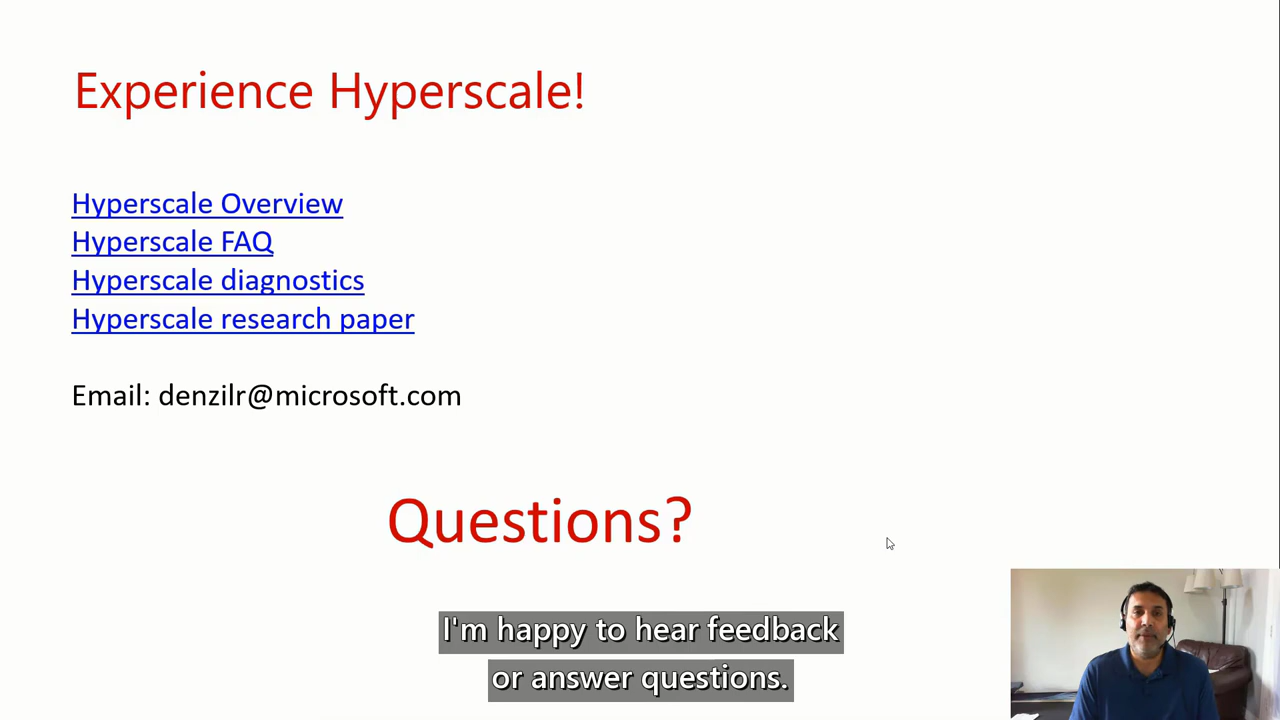 Experience Hyperscale!
Hyperscale Overview
Hyperscale FAQ
Hyperscale diagnostics
Hyperscale research paper
Email: denzilr@microsoft.com
Questions?
I'm happy to hear feedback
or answer questions.